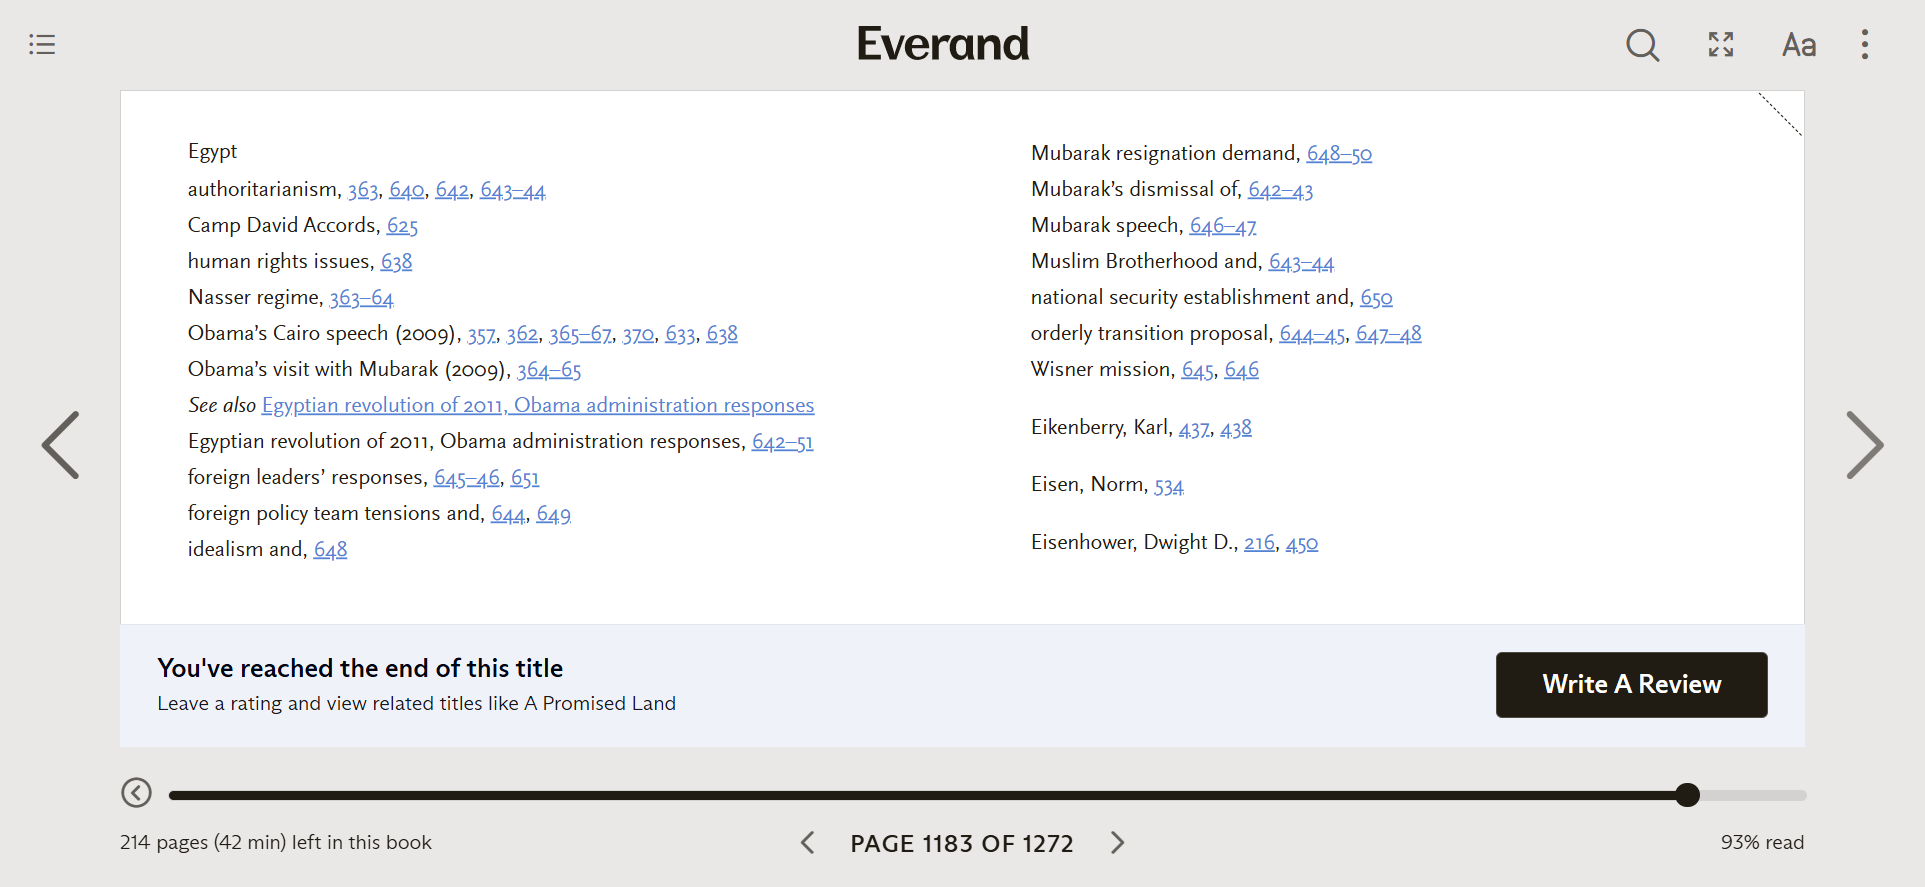 Everand
Aa
Egypt
authoritarianism, 363, 640, 642, 643–44
Camp David Accords, 625
human rights issues, 638
Nasser regime, 363–64
Obama’s Cairo speech (2009), 357, 362, 365–67, 370, 633, 638
Obama’s visit with Mubarak (2009), 364–65
See also Egyptian revolution of 2011, Obama administration responses
Egyptian revolution of 2011, Obama administration responses, 642–51
foreign leaders’ responses, 645–46, 651
foreign policy team tensions and, 644, 649
idealism and, 648
Mubarak resignation demand, 648–50
Mubarak’s dismissal of, 642–43
Mubarak speech, 646–47
Muslim Brotherhood and, 643–44
national security establishment and, 650
orderly transition proposal, 644–45, 647–48
Wisner mission, 645, 646
Eikenberry, Karl, 437, 438
Eisen, Norm, 534
Eisenhower, Dwight D., 216, 450
You've reached the end of this title
Leave a rating and view related titles like A Promised Land
Write A Review
214 pages (42 min) left in this book
PAGE 1183 OF 1272
93% read